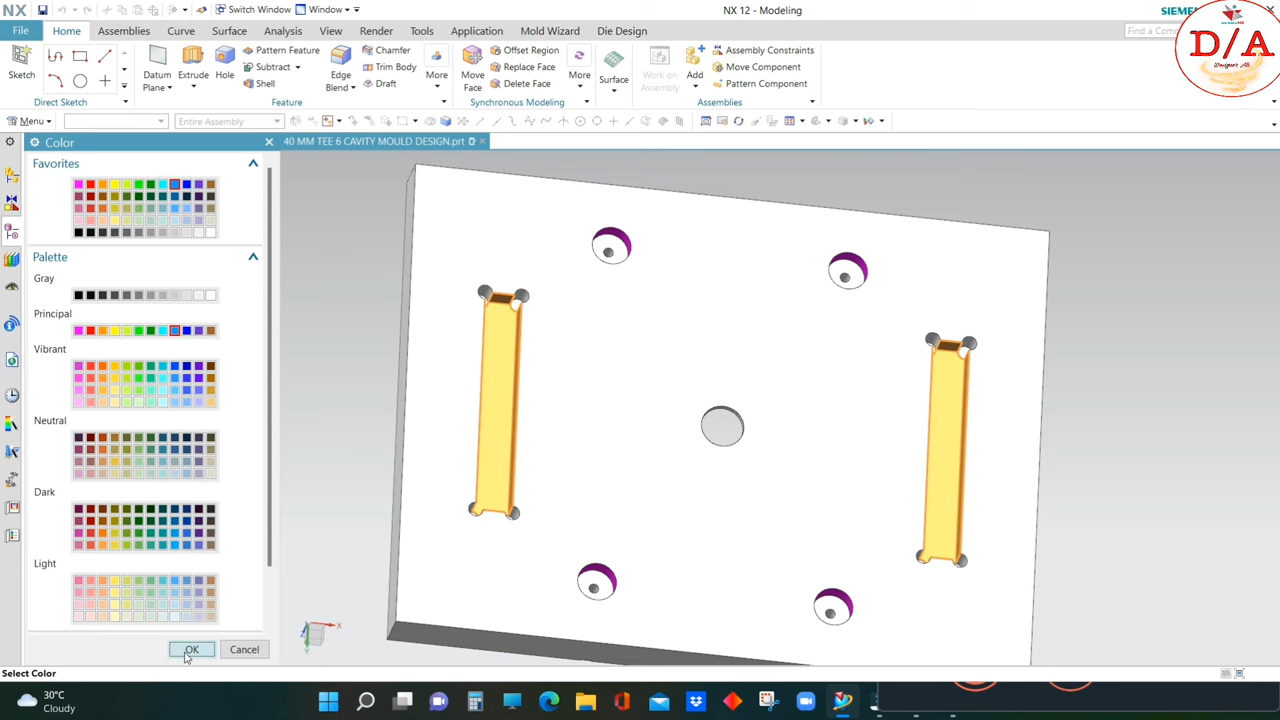 NX
Switch Window
Window
NX 12 - Modeling
SIEM
File
Home
Assemblies
Curve
Surface
Analysis
View
Render
Tools
Application
Mold Wizard
Die Design
Find a Com
D/A
Designer Ali
Sketch
Direct Sketch
Datum
Plane
Extrude
Hole
Pattern Feature
Subtract
Shell
Edge
Blend
Chamfer
Trim Body
Draft
More
Feature
Move
Face
Offset Region
Replace Face
Delete Face
More
Synchronous Modeling
Surface
Work on
Assembly
Add
Assembly Constraints
Move Component
Pattern Component
Assemblies
Menu
Entire Assembly
Color
40 MM TEE 6 CAVITY MOULD DESIGN.prt
Favorites
Palette
Gray
Principal
Vibrant
Neutral
Dark
Light
OK
Cancel
X
Y
Select Color
30°C
Cloudy